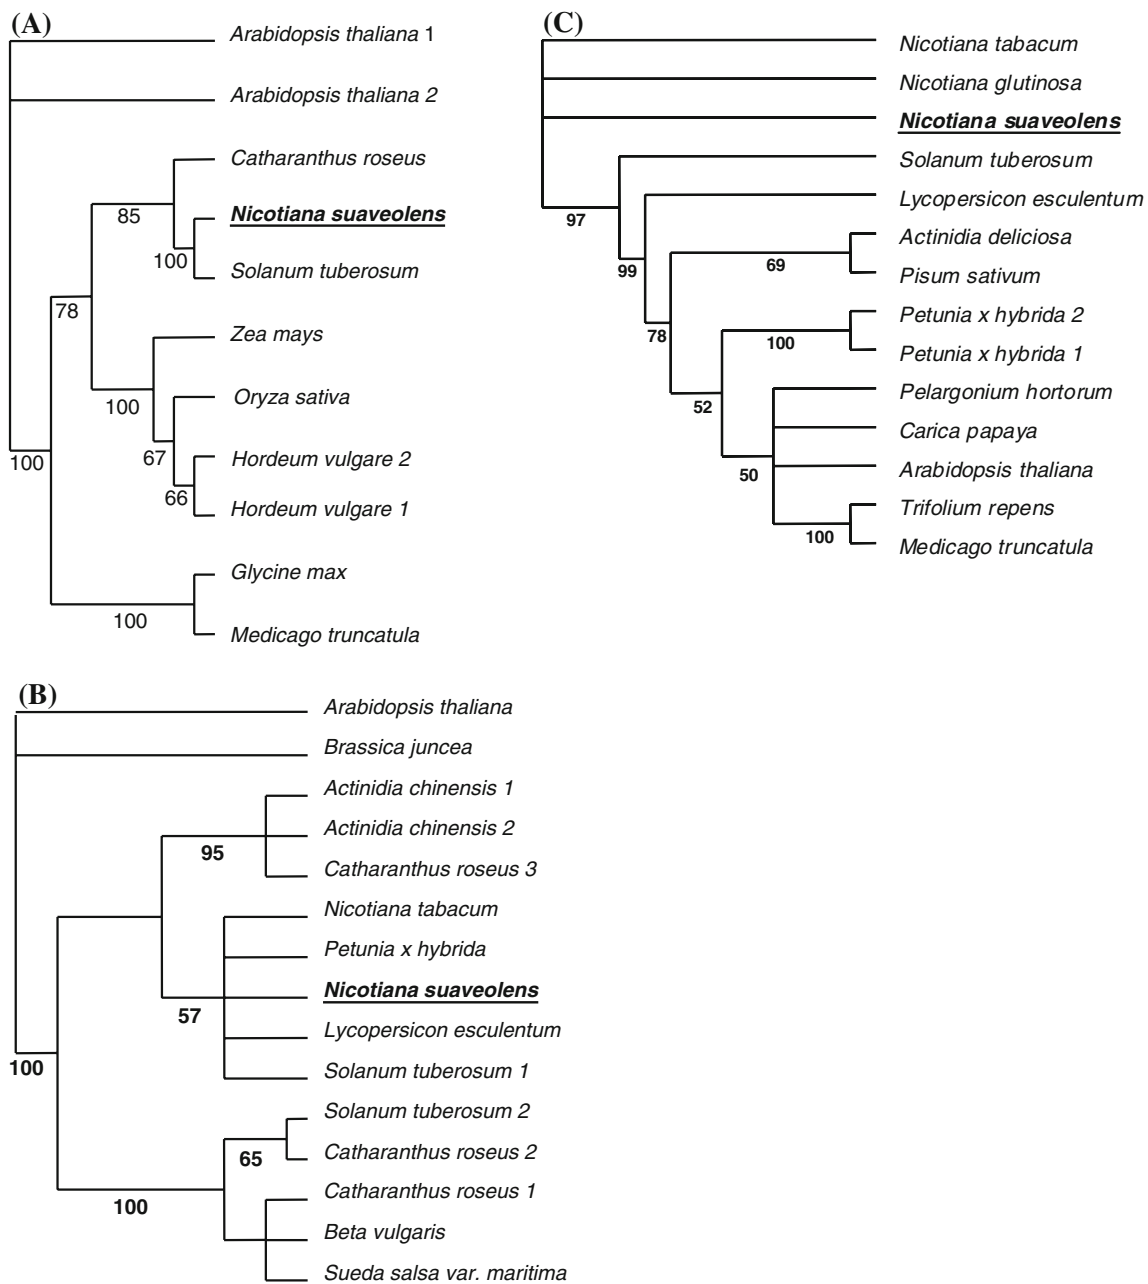 (A)
Arabidopsis thaliana 1
Arabidopsis thaliana 2
Catharanthus roseus
85
Nicotiana suaveolens
100
Solanum tuberosum
78
Zea mays
100
Oryza sativa
67
Hordeum vulgare 2
66
Hordeum vulgare 1
100
Glycine max
100
Medicago truncatula
(C)
Nicotiana tabacum
Nicotiana glutinosa
Nicotiana suaveolens
Solanum tuberosum
97
Lycopersicon esculentum
Actinidia deliciosa
99
69
Pisum sativum
Petunia x hybrida 2
78
100
Petunia x hybrida 1
Pelargonium hortorum
52
Carica papaya
Arabidopsis thaliana
50
Trifolium repens
100
Medicago truncatula
(B)
Arabidopsis thaliana
Brassica juncea
Actinidia chinensis 1
Actinidia chinensis 2
95
Catharanthus roseus 3
Nicotiana tabacum
Petunia x hybrida
Nicotiana suaveolens
57
Lycopersicon esculentum
100
Solanum tuberosum 1
Solanum tuberosum 2
65
Catharanthus roseus 2
Catharanthus roseus 1
100
Beta vulgaris
Sueda salsa var. maritima